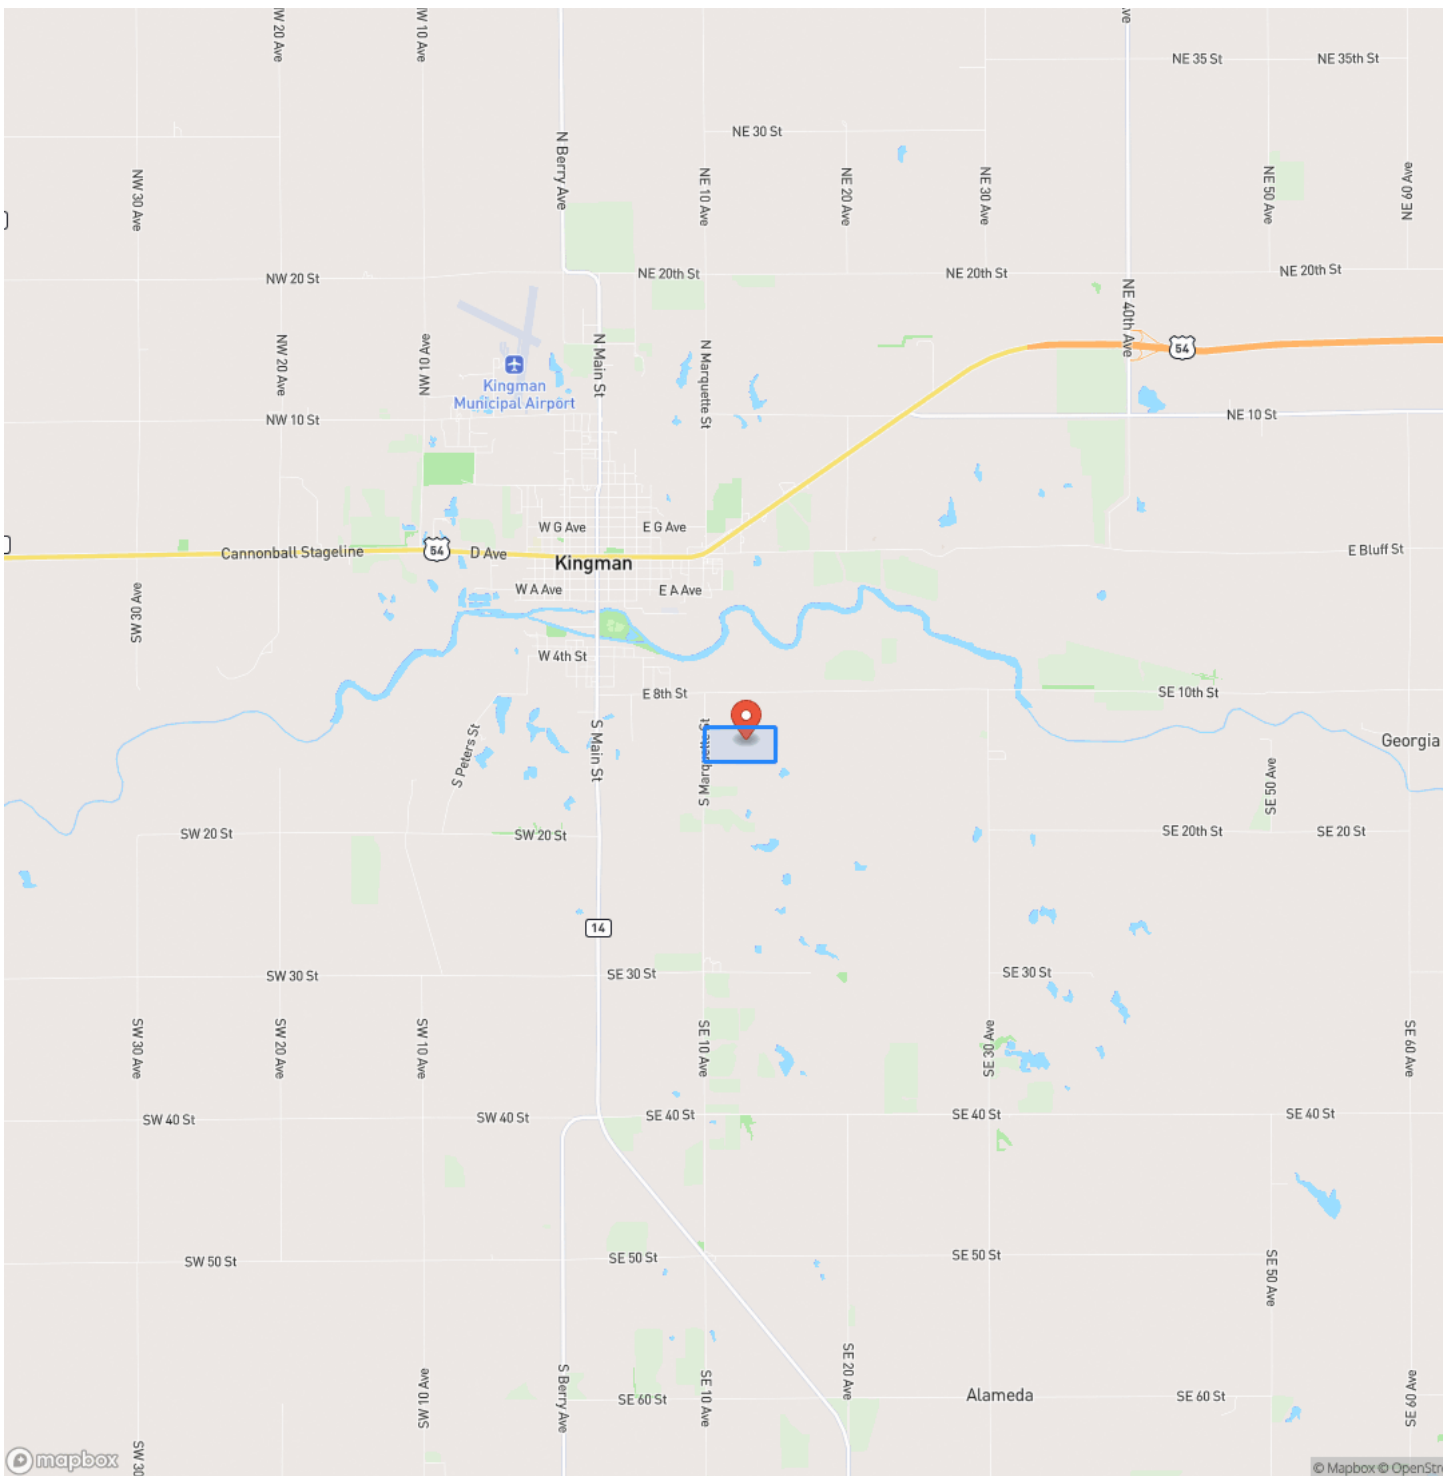 NW 20 Ave
NW 10 Ave
NE 35 St
NE 35th St
NE 30 St
N Berry Ave
NW 30 Ave
NE 10 Ave
NE 20 Ave
NE 30 Ave
NE 50 Ave
NE 60 Ave
NW 20 St
NE 20th St
NE 20th St
NE 20th St
NE 40th Ave
NW 20 Ave
NW 10 Ave
N Main St
N Marquette St
54
Kingman
Municipal Airport
NW 10 St
NE 10 St
W G Ave
E G Ave
Cannonball Stageline
54
D Ave
Kingman
E Bluff St
SW 30 Ave
W A Ave
E A Ave
W 4th St
E 8th St
SE 10th St
S Peters St
S Main St
S Marquette St
Georgia
SE 50 Ave
SW 20 St
SW 20 St
SE 20th St
SE 20 St
14
SW 30 St
SE 30 St
SE 30 St
SW 30 Ave
SW 20 Ave
SW 10 Ave
SE 10 Ave
SE 30 Ave
SE 60 Ave
SW 40 St
SW 40 St
SE 40 St
SE 40 St
SE 40 St
SW 50 St
SE 50 St
SE 50 St
SE 50 Ave
SW 10 Ave
S Berry Ave
SE 60 St
SE 10 Ave
SE 20 Ave
Alameda
SE 60 St
SE 60 Ave
SW 30
mapbox
© Mapbox © OpenStr